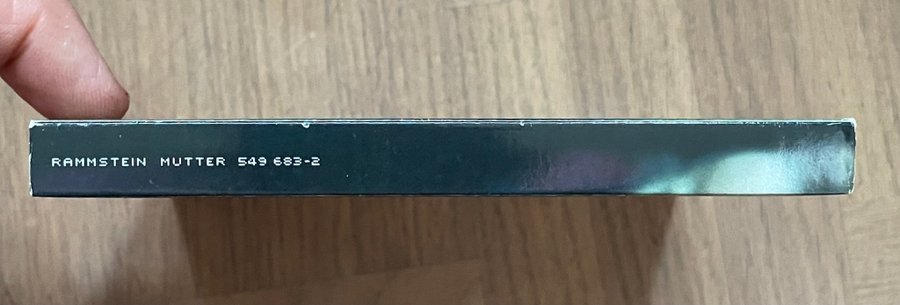 RAMMSTEIN MUTTER 549 683-2